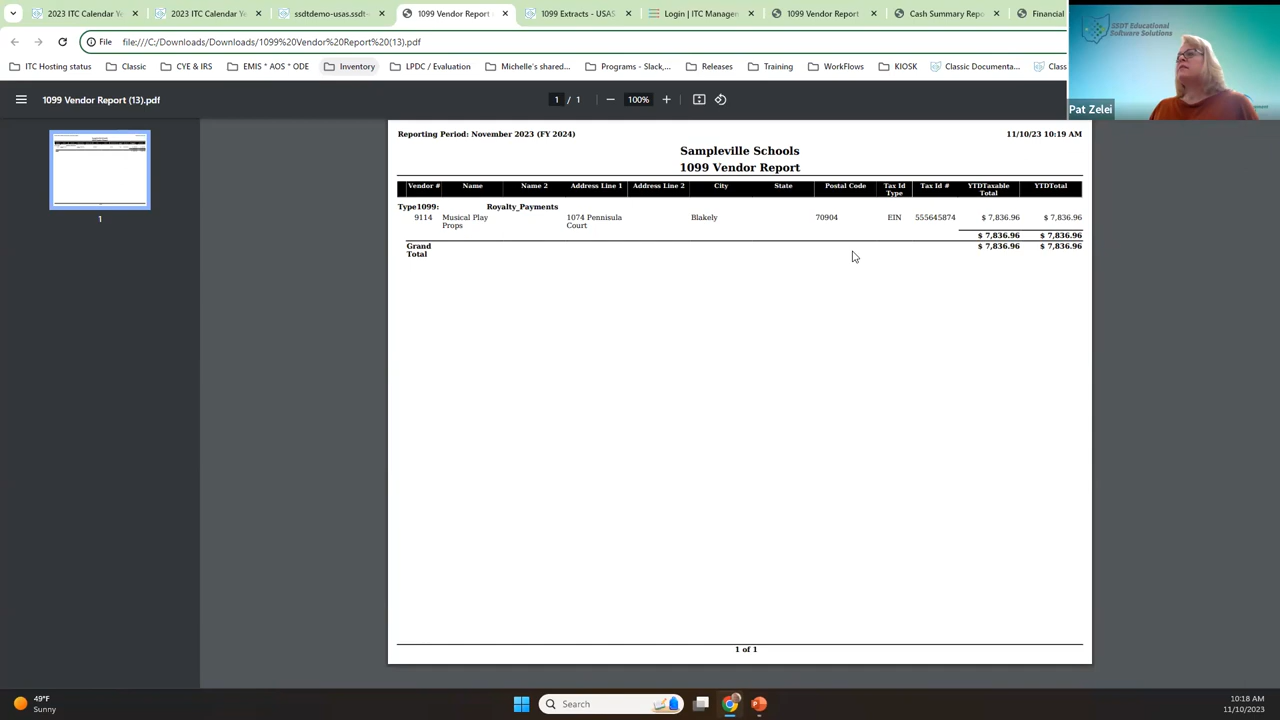 2023 ITC Calendar Ye
2023 ITC Calendar Ye
ssdtdemo-usas.ssdt-
1099 Vendor Report
1099 Extracts - USAS
Login | ITC Manager
1099 Vendor Report
Cash Summary Repo
Financial
File
file:///C:/Downloads/Downloads/1099%20Vendor%20Report%20(13).pdf
ITC Hosting status
Classic
CYE & IRS
EMIS * AOS * ODE
Inventory
LPDC / Evaluation
Michelle's shared...
Programs - Slack,...
Releases
Training
WorkFlows
KIOSK
Classic Documenta...
SSDT Educational
Software Solutions
Pat Zelei
1099 Vendor Report (13).pdf
1 / 1
100%
1
Reporting Period: November 2023 (FY 2024)
11/10/23 10:19 AM
Sampleville Schools
1099 Vendor Report
Vendor # Name Name 2 Address Line 1 Address Line 2 City State Postal Code Tax Id Type Tax Id # YTDTaxable Total YTDTotal
Type1099: Royalty_Payments
9114 Musical Play Props 1074 Pennisula Court Blakely 70904 EIN 555645874 $ 7,836.96 $ 7,836.96
$ 7,836.96 $ 7,836.96
Grand Total $ 7,836.96 $ 7,836.96
1 of 1
49°F
Sunny
Search
10:18 AM
11/10/2023